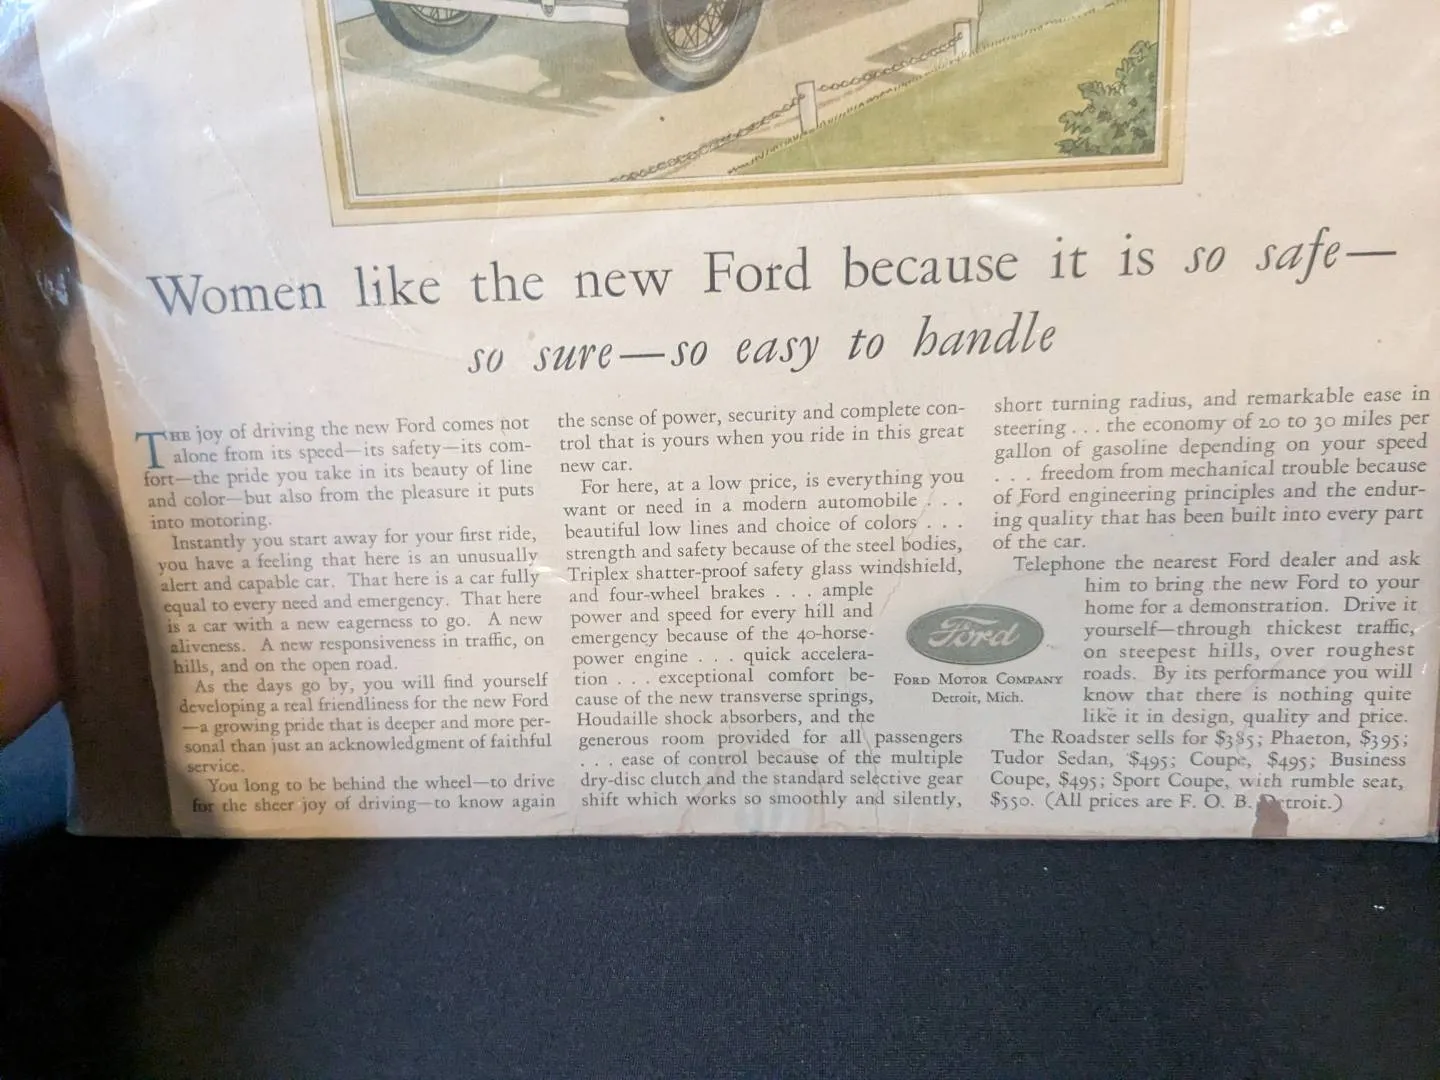 Women like the new Ford because it is so safe—
so sure—so easy to handle
THE joy of driving the new Ford comes not
alone from its speed—its safety—its com-
fort—the pride you take in its beauty of line
and color—but also from the pleasure it puts
into motoring.
Instantly you start away for your first ride,
you have a feeling that here is an unusually
alert and capable car. That here is a car fully
equal to every need and emergency. That here
is a car with a new eagerness to go. A new
aliveness. A new responsiveness in traffic, on
hills, and on the open road.
As the days go by, you will find yourself
developing a real friendliness for the new Ford
—a growing pride that is deeper and more per-
sonal than just an acknowledgment of faithful
service.
You long to be behind the wheel—to drive
for the sheer joy of driving—to know again
the sense of power, security and complete con-
trol that is yours when you ride in this great
new car.
For here, at a low price, is everything you
want or need in a modern automobile . . .
beautiful low lines and choice of colors . . .
strength and safety because of the steel bodies,
Triplex shatter-proof safety glass windshield,
and four-wheel brakes . . . ample
power and speed for every hill and
emergency because of the 40-horse-
power engine . . . quick accelera-
tion . . . exceptional comfort be-
cause of the new transverse springs,
Houdaille shock absorbers, and the
generous room provided for all passengers
. . . ease of control because of the multiple
dry-disc clutch and the standard selective gear
shift which works so smoothly and silently,
short turning radius, and remarkable ease in
steering . . . the economy of 20 to 30 miles per
gallon of gasoline depending on your speed
. . . freedom from mechanical trouble because
of Ford engineering principles and the endur-
ing quality that has been built into every part
of the car.
Telephone the nearest Ford dealer and ask
him to bring the new Ford to your
home for a demonstration. Drive it
yourself—through thickest traffic,
on steepest hills, over roughest
roads. By its performance you will
know that there is nothing quite
like it in design, quality and price.
The Roadster sells for $385; Phaeton, $395;
Tudor Sedan, $495; Coupe, $495; Business
Coupe, $495; Sport Coupe, with rumble seat,
$550. (All prices are F. O. B. Detroit.)
Ford
FORD MOTOR COMPANY
Detroit, Mich.